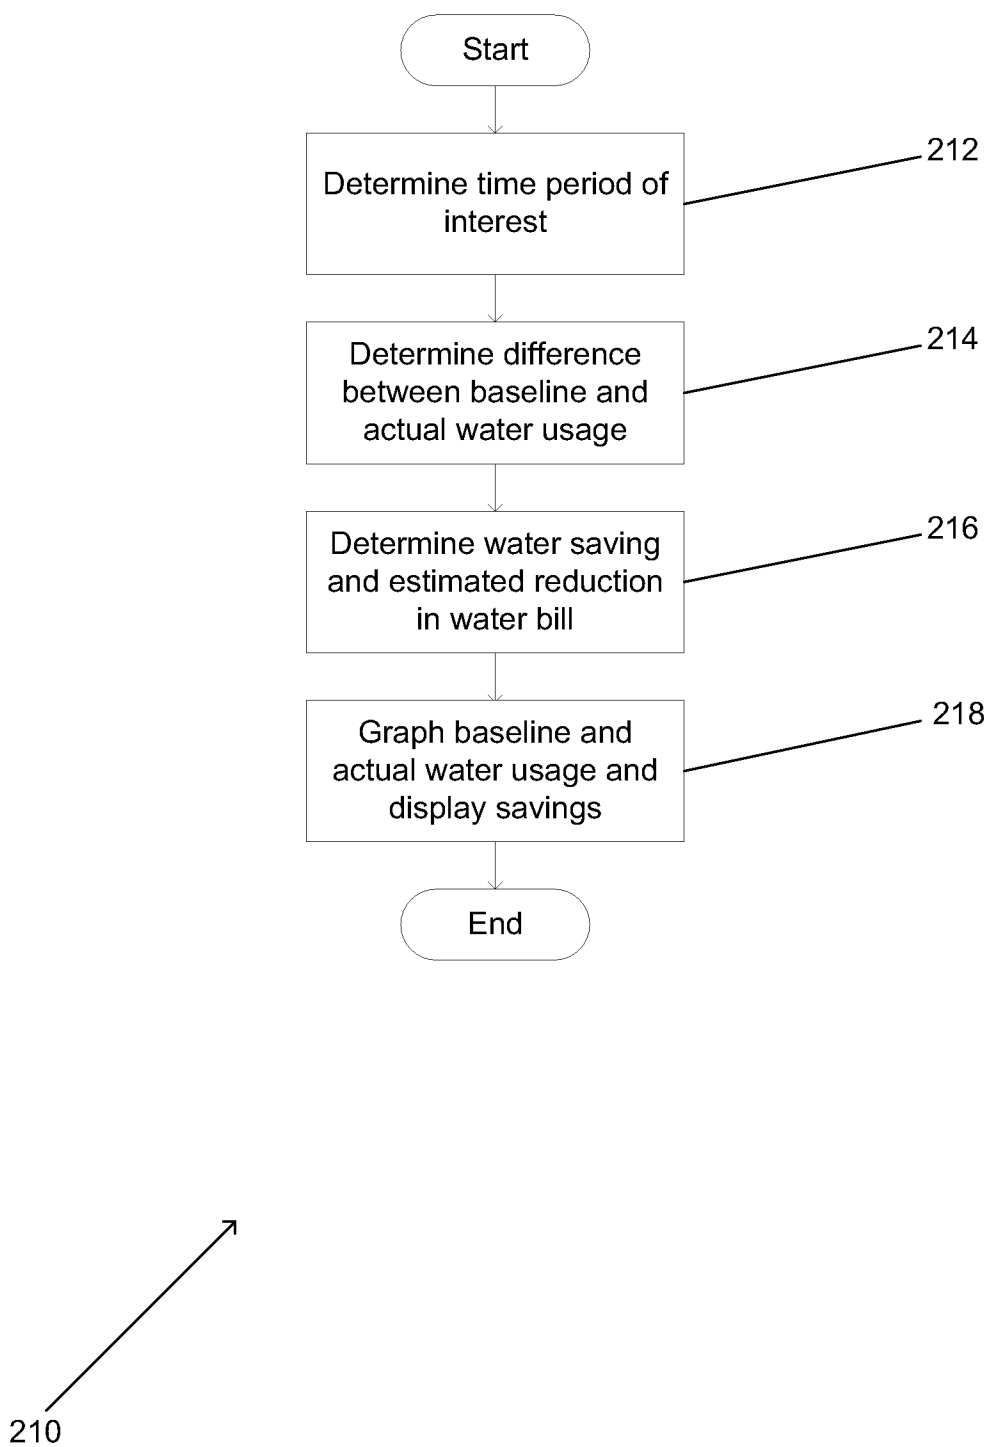 Start
Determine time period of
interest
212
Determine difference
between baseline and
actual water usage
214
Determine water saving
and estimated reduction
in water bill
216
Graph baseline and
actual water usage and
display savings
218
End
210